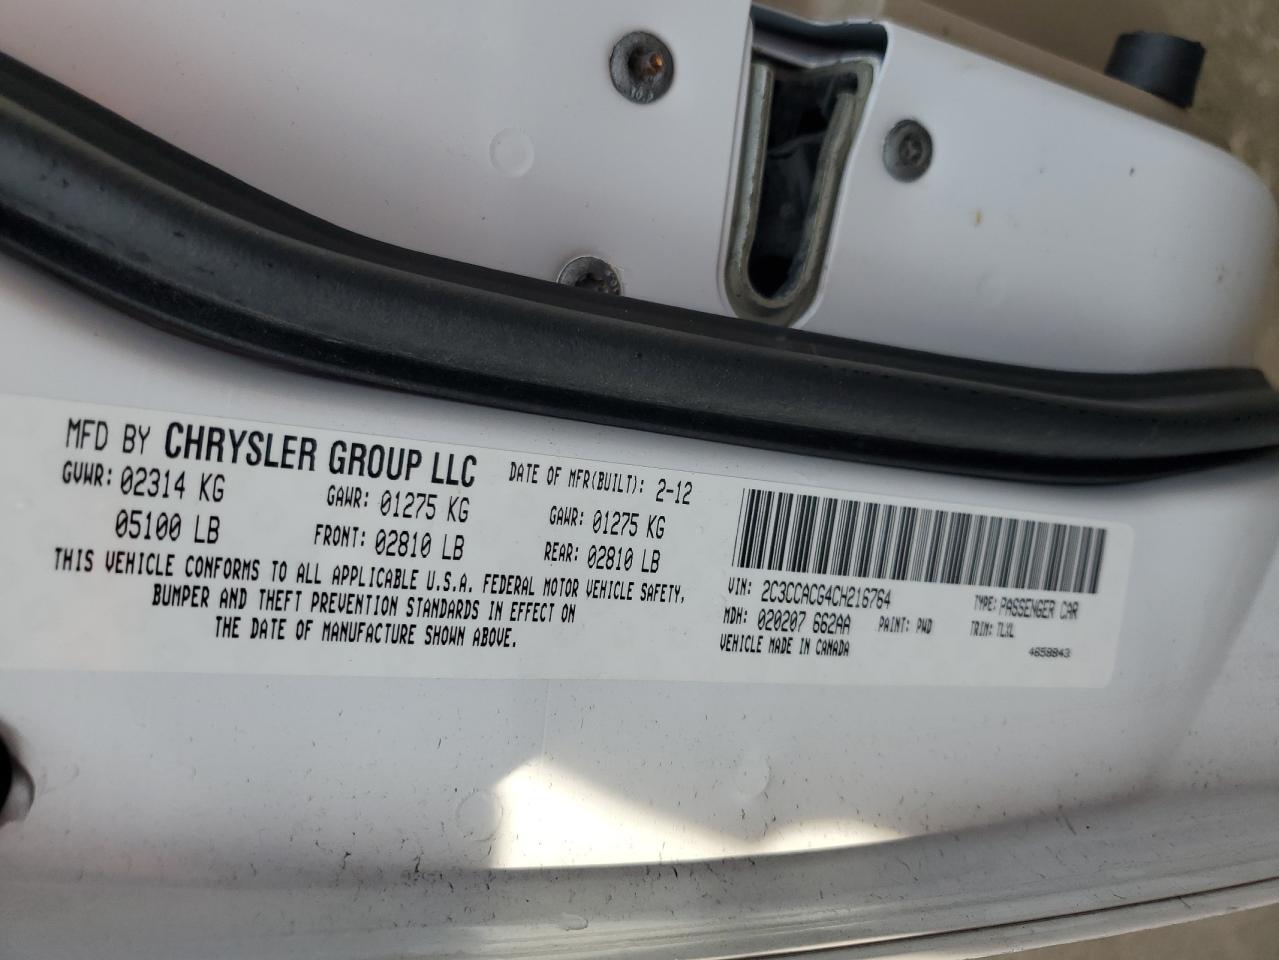 MFD BY CHRYSLER GROUP LLC DATE OF MFR(BUILT): 2-12
GVWR: 02314 KG GAWR: 01275 KG GAWR: 01275 KG
05100 LB FRONT: 02810 LB REAR: 02810 LB
THIS VEHICLE CONFORMS TO ALL APPLICABLE U.S.A. FEDERAL MOTOR VEHICLE SAFETY,
BUMPER AND THEFT PREVENTION STANDARDS IN EFFECT ON
THE DATE OF MANUFACTURE SHOWN ABOVE.
VIN: 2C3CCACG4CH216764 TYPE: PASSENGER CAR
MDH: 020207 662AA PAINT: PWD TRIM: TLXL
VEHICLE MADE IN CANADA 4658843